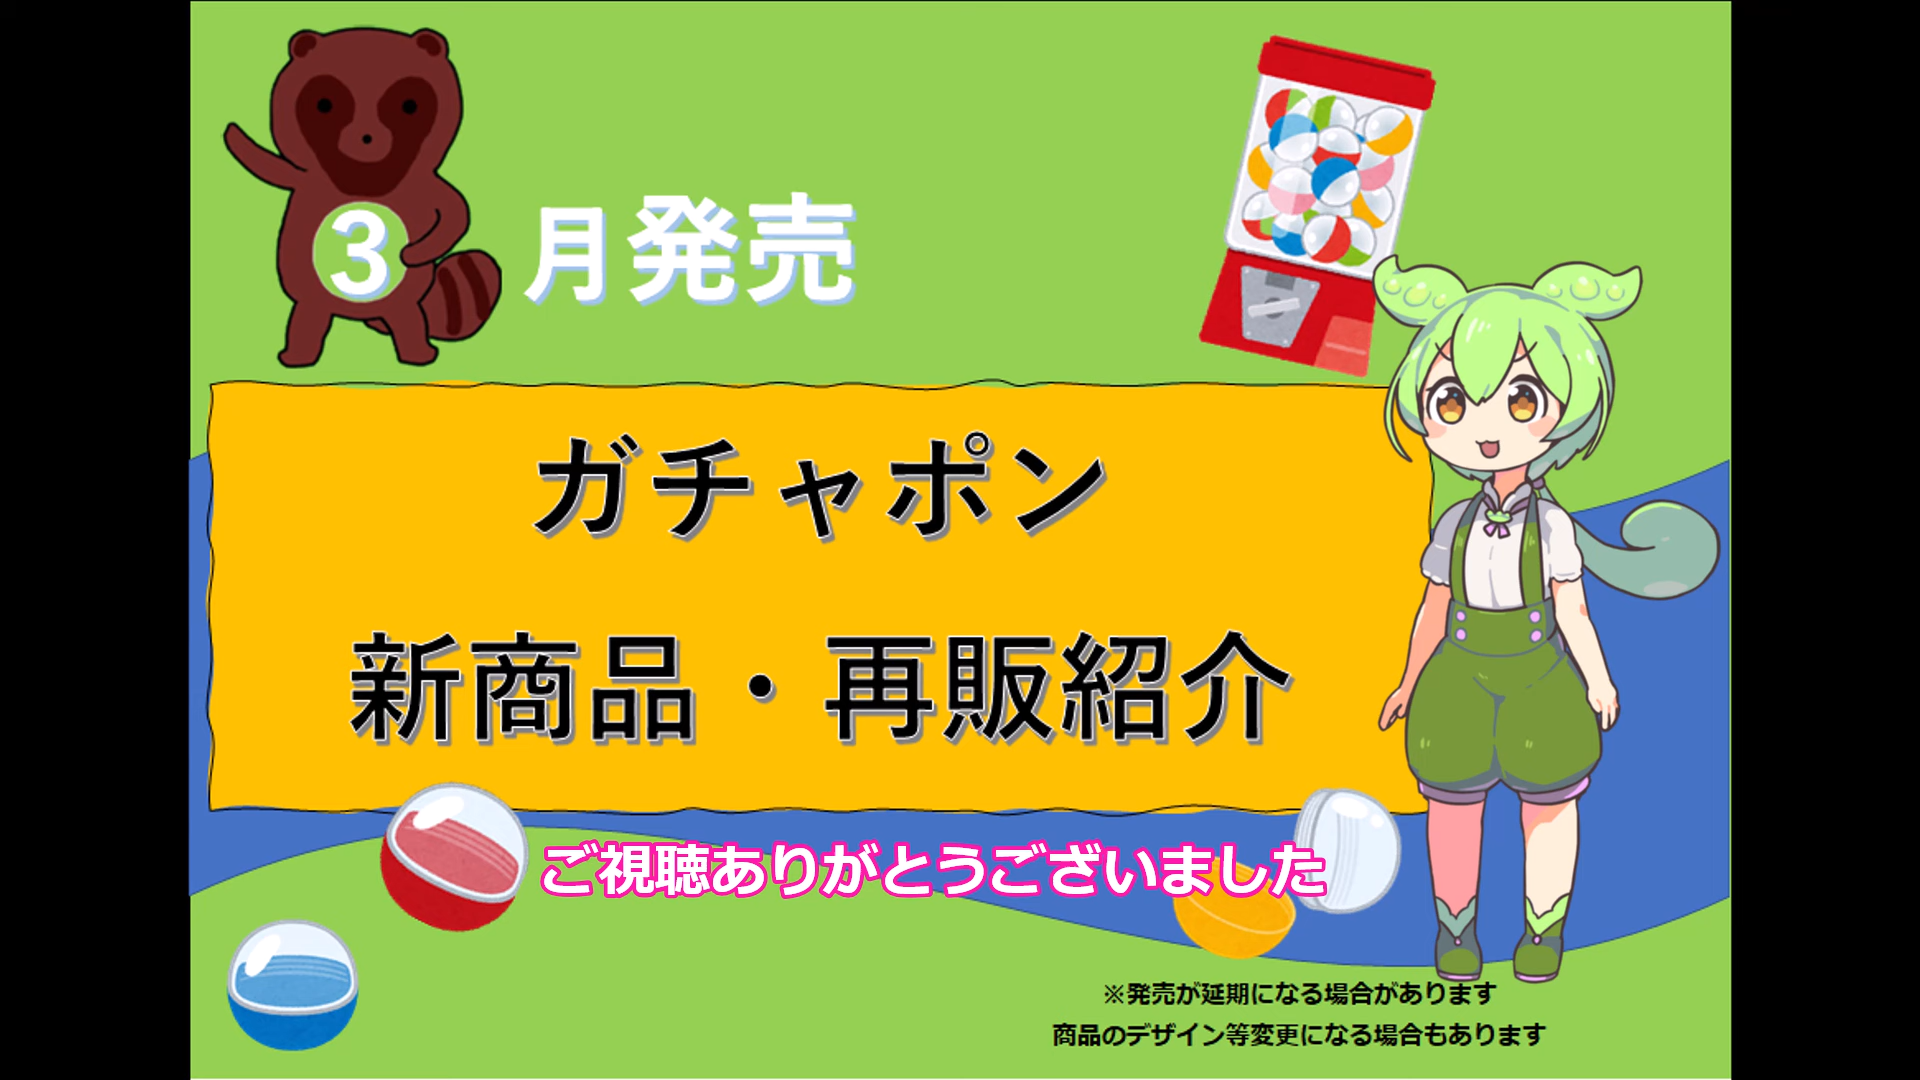 3月発売
ガチャポン
新商品・再販紹介
ご視聴ありがとうございました
※発売が延期になる場合があります
商品のデザイン等変更になる場合もあります